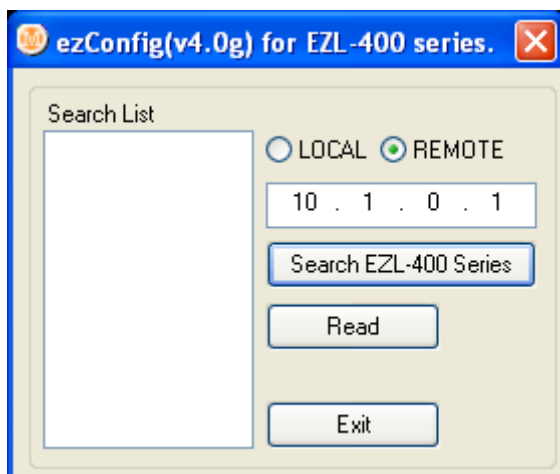 ezConfig(v4.0g) for EZL-400 series.
Search List
LOCAL REMOTE
10 . 1 . 0 . 1
Search EZL-400 Series
Read
Exit